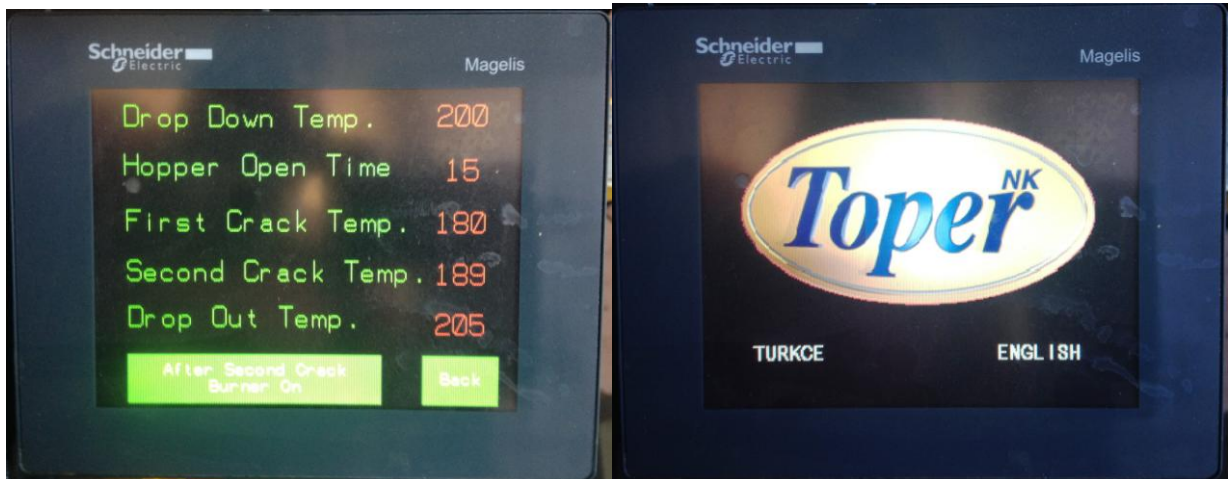 Schneider
Electric
Magelis
Drop Down Temp. 200
Hopper Open Time 15
First Crack Temp. 180
Second Crack Temp. 189
Drop Out Temp. 205
After Second Crack
Burner On
Back
Schneider
Electric
Magelis
Toper NK
TURKCE ENGLISH